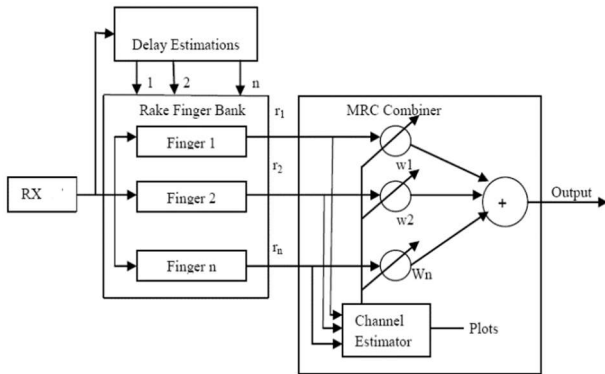 Delay Estimations
1 2 n
Rake Finger Bank
r1
MRC Combiner
Finger 1
w1
r2
RX
Finger 2
w2
+
Output
rn
Finger n
Wn
Channel
Estimator
Plots